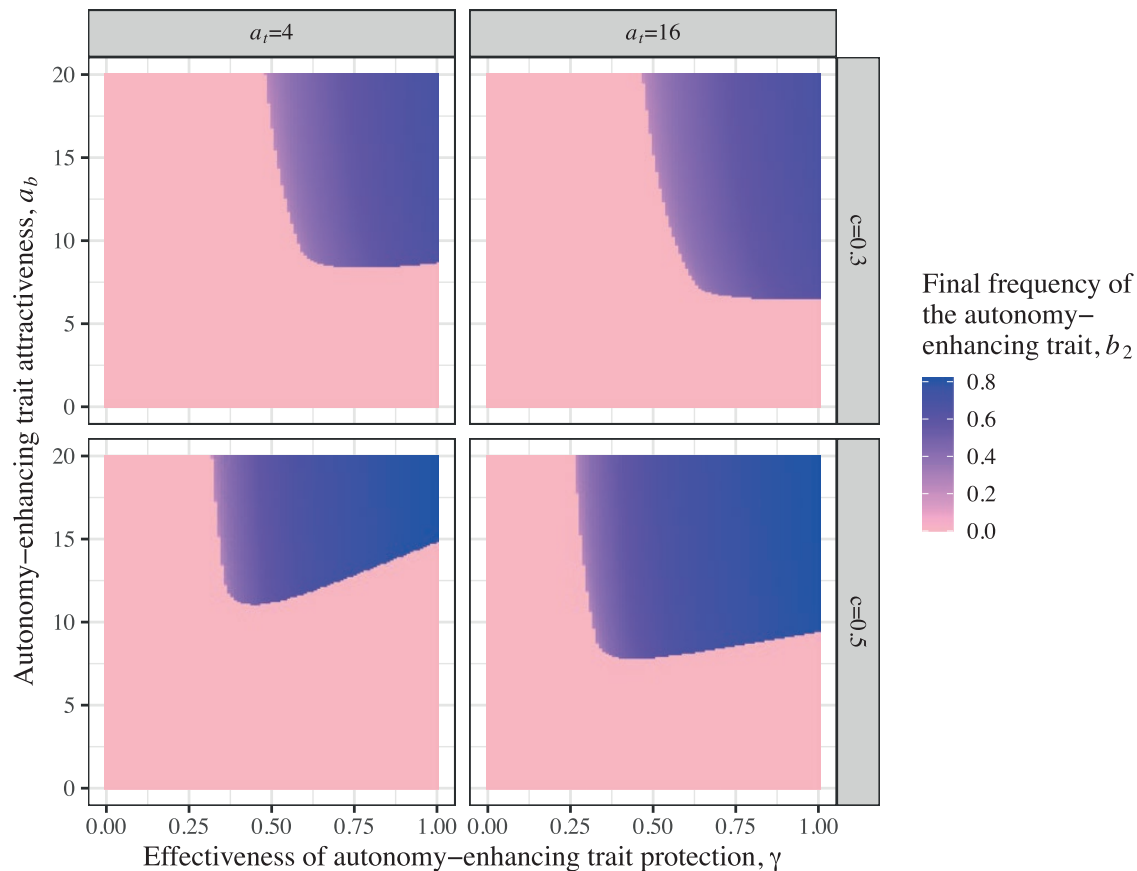 a_t=4
a_t=16
20
15
10
5
0
c=0.3
20
15
10
5
0
c=0.5
0.00 0.25 0.50 0.75 1.00
0.00 0.25 0.50 0.75 1.00
Effectiveness of autonomy−enhancing trait protection, γ
Autonomy−enhancing trait attractiveness, a_b
Final frequency of
the autonomy−
enhancing trait, b_2
0.8
0.6
0.4
0.2
0.0